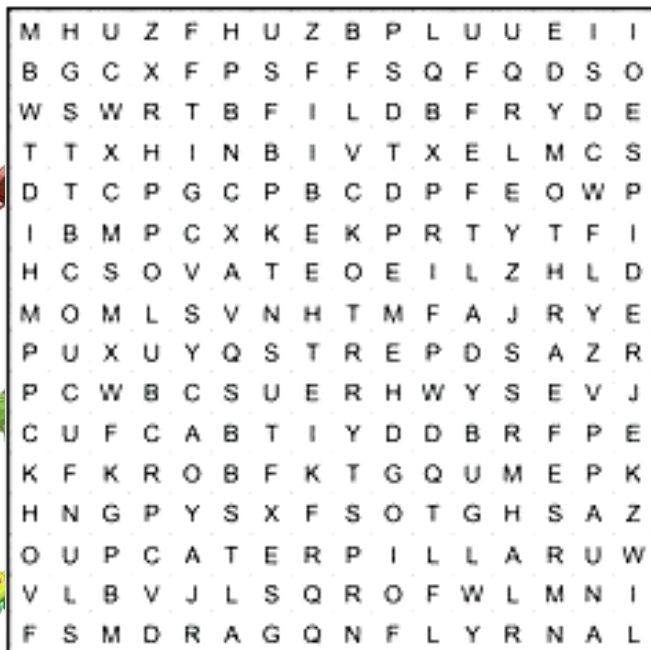 M H U Z F H U Z B P L U U E I I
B G C X F P S F F S Q F Q D S O
W S W R T B F I L D B F R Y D E
T T X H I N B I V T X E L M C S
D T C P G C P B C D P F E O W P
I B M P C X K E K P R T Y T F I
H C S O V A T E O E I L Z H L D
M O M L S V N H T M F A J R Y E
P U X U Y Q S T R E P D S A Z R
P C W B C S U E R H W Y S E V J
C U F C A B T I Y D D B R F P E
K F K R O B F K T G Q U M E P K
H N G P Y S X F S O T G H S A Z
O U P C A T E R P I L L A R U W
V L B V J L S Q R O F W L M N I
F S M D R A G Q N F L Y R N A L